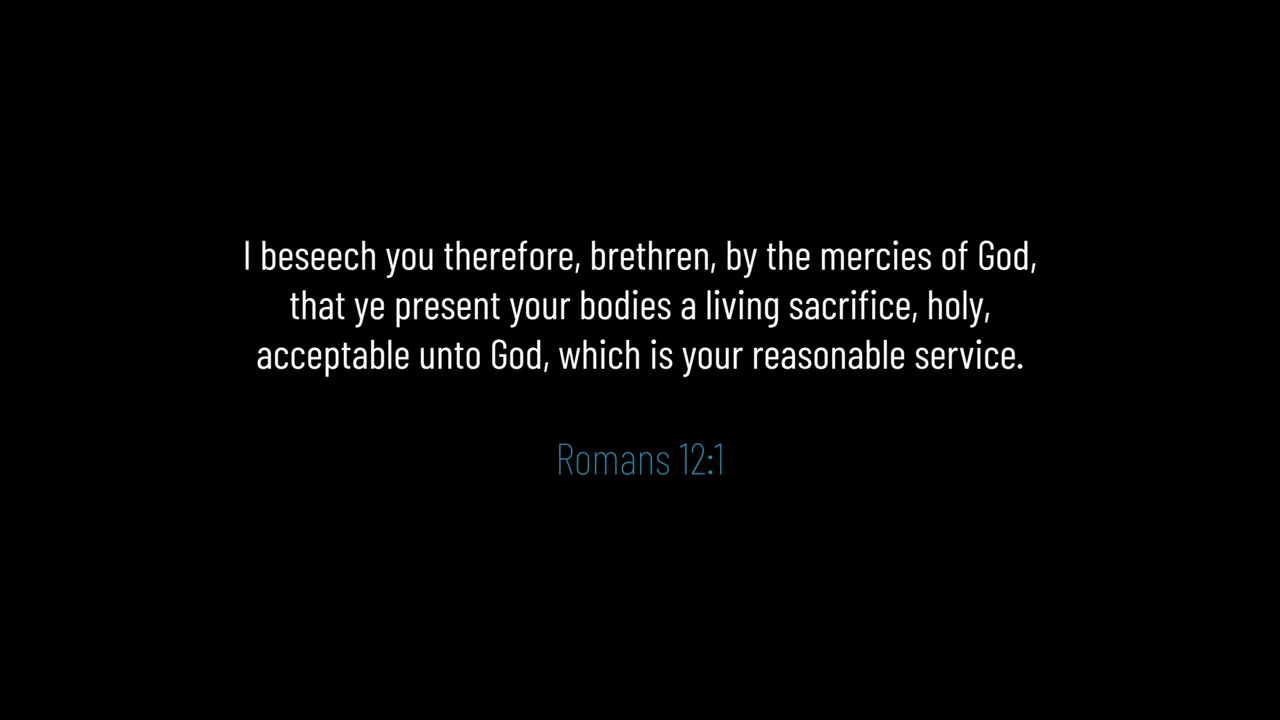 I beseech you therefore, brethren, by the mercies of God,
that ye present your bodies a living sacrifice, holy,
acceptable unto God, which is your reasonable service.
Romans 12:1